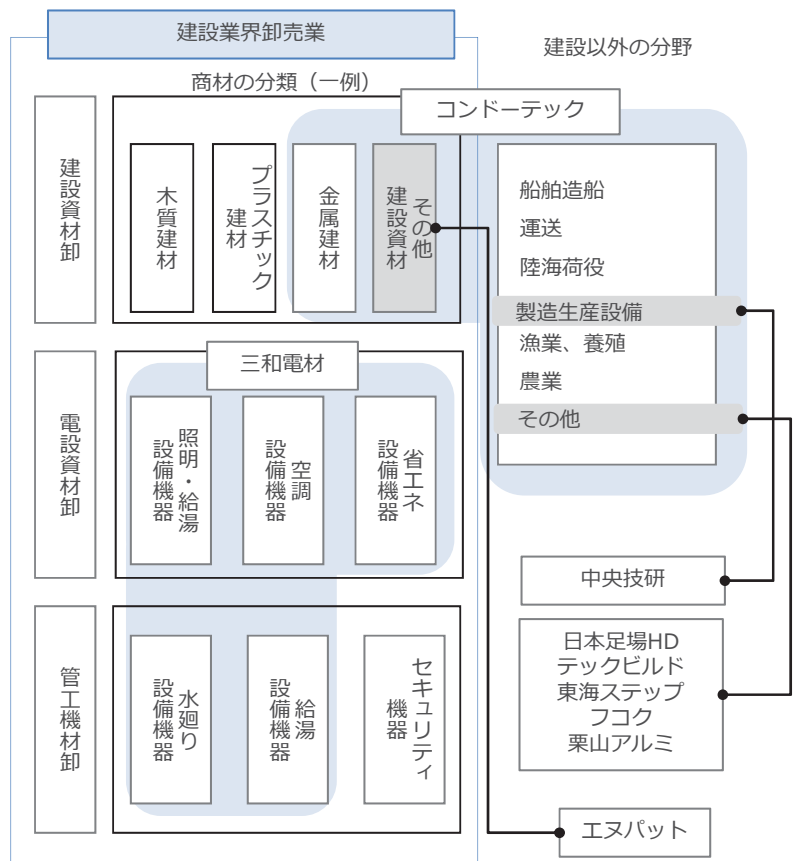 建設業界卸売業
建設以外の分野
商材の分類（一例）
コンドーテック
建設資材卸
木質建材
プラスチック
建材
金属建材
その他
建設資材
船舶造船
運送
陸海荷役
製造生産設備
漁業、養殖
農業
その他
三和電材
電設資材卸
照明・給湯
設備機器
空調
設備機器
省エネ
設備機器
中央技研
日本足場HD
テックビルド
東海ステップ
フコク
栗山アルミ
管工機材卸
水廻り
設備機器
給湯
設備機器
セキュリティ
機器
エヌパット